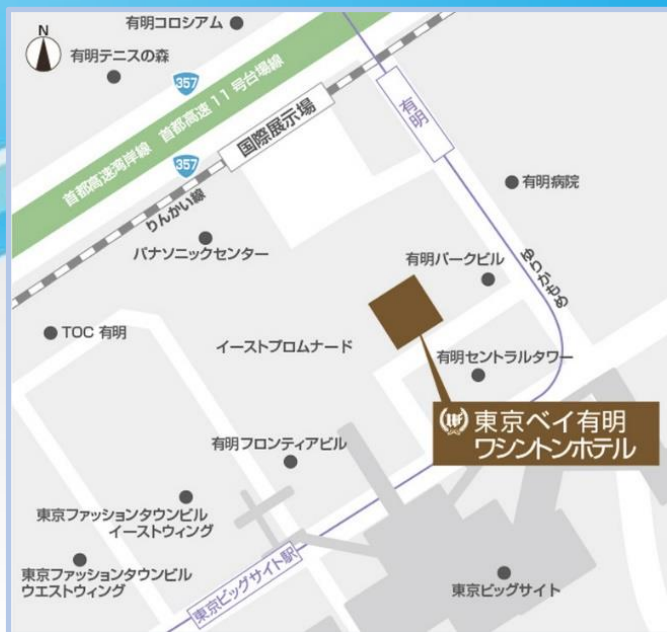 N
有明コロシアム
有明テニスの森
357
首都高速湾岸線 首都高速11号台場線
357
国際展示場
りんかい線
有明
有明病院
パナソニックセンター
有明パークビル
ゆりかもめ
TOC 有明
イーストプロムナード
有明セントラルタワー
東京ベイ有明
ワシントンホテル
有明フロンティアビル
東京ファッションタウンビル
イーストウィング
東京ファッションタウンビル
ウエストウィング
東京ビッグサイト駅
東京ビッグサイト